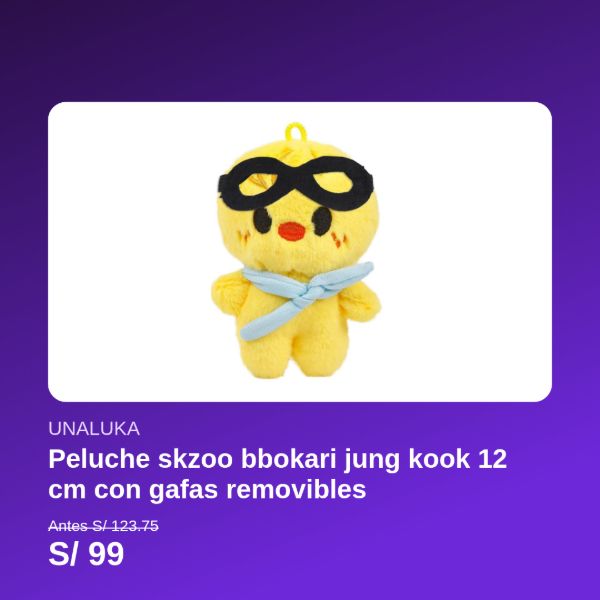 UNALUKA
Peluche skzoo bbokari jung kook 12
cm con gafas removibles
Antes S/ 123.75
S/ 99